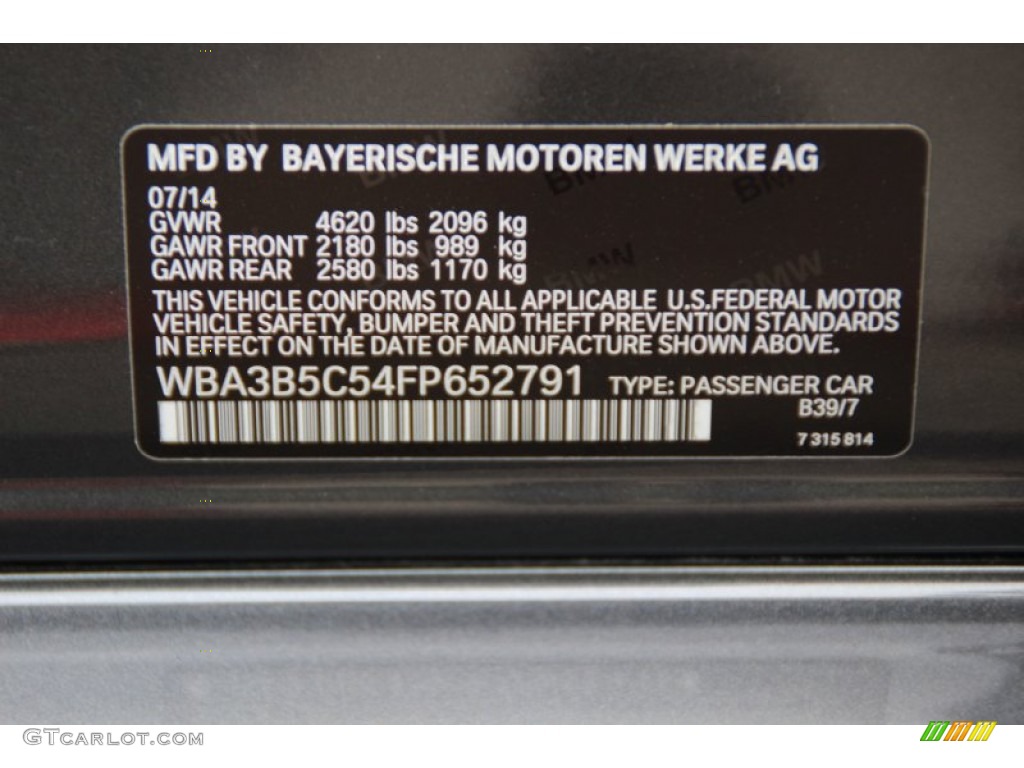 MFD BY BAYERISCHE MOTOREN WERKE AG
07/14
GVWR 4620 lbs 2096 kg
GAWR FRONT 2180 lbs 989 kg
GAWR REAR 2580 lbs 1170 kg
THIS VEHICLE CONFORMS TO ALL APPLICABLE U.S.FEDERAL MOTOR
VEHICLE SAFETY, BUMPER AND THEFT PREVENTION STANDARDS
IN EFFECT ON THE DATE OF MANUFACTURE SHOWN ABOVE.
WBA3B5C54FP652791 TYPE: PASSENGER CAR
B39/7
7 315 814
GTCARLOT.COM